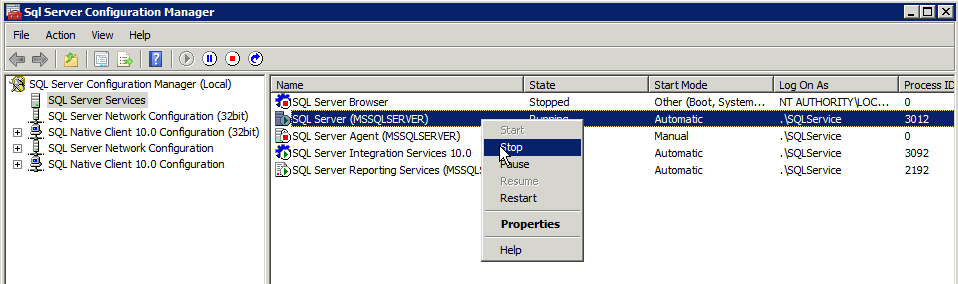 Sql Server Configuration Manager
File Action View Help
SQL Server Configuration Manager (Local)
SQL Server Services
SQL Server Network Configuration (32bit)
SQL Native Client 10.0 Configuration (32bit)
SQL Server Network Configuration
SQL Native Client 10.0 Configuration
Name State Start Mode Log On As Process ID
SQL Server Browser Stopped Other (Boot, System... NT AUTHORITY\LOC... 0
SQL Server (MSSQLSERVER) Running Automatic .\SQLService 3012
SQL Server Agent (MSSQLSERVER) Manual .\SQLService 0
SQL Server Integration Services 10.0 Automatic .\SQLService 3092
SQL Server Reporting Services (MSSQLS Automatic .\SQLService 2192
Start
Stop
Pause
Resume
Restart
Properties
Help